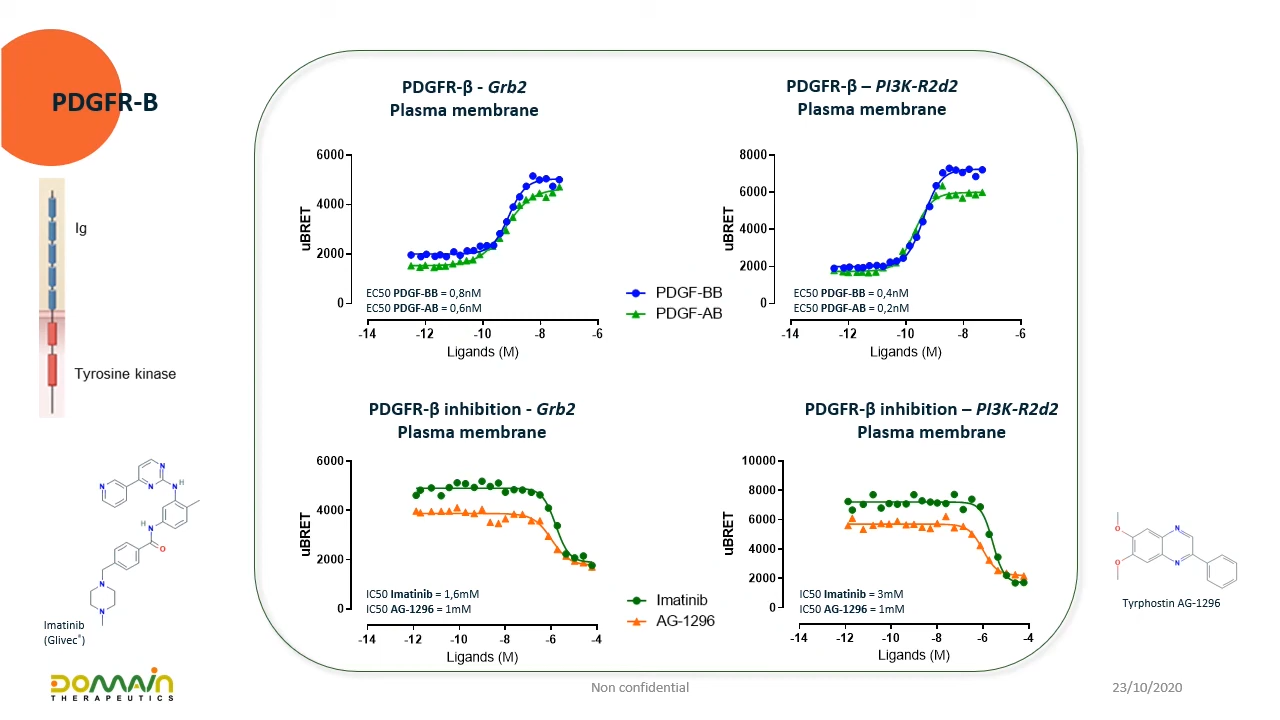 PDGFR-B
Ig
Tyrosine kinase
PDGFR-β - Grb2
Plasma membrane
6000
4000
2000
0
uBRET
EC50 PDGF-BB = 0,8nM
EC50 PDGF-AB = 0,6nM
-14 -12 -10 -8 -6
Ligands (M)
PDGF-BB
PDGF-AB
PDGFR-β – PI3K-R2d2
Plasma membrane
8000
6000
4000
2000
0
uBRET
EC50 PDGF-BB = 0,4nM
EC50 PDGF-AB = 0,2nM
-14 -12 -10 -8 -6
Ligands (M)
PDGFR-β inhibition - Grb2
Plasma membrane
6000
4000
2000
0
uBRET
IC50 Imatinib = 1,6mM
IC50 AG-1296 = 1mM
-14 -12 -10 -8 -6 -4
Ligands (M)
Imatinib
AG-1296
PDGFR-β inhibition – PI3K-R2d2
Plasma membrane
10000
8000
6000
4000
2000
0
uBRET
IC50 Imatinib = 3mM
IC50 AG-1296 = 1mM
-14 -12 -10 -8 -6 -4
Ligands (M)
N
N
N
N
H
H
N
O
N
N
Imatinib
(Glivec®)
O
O
N
N
Tyrphostin AG-1296
DOMAIN
THERAPEUTICS
Non confidential
23/10/2020